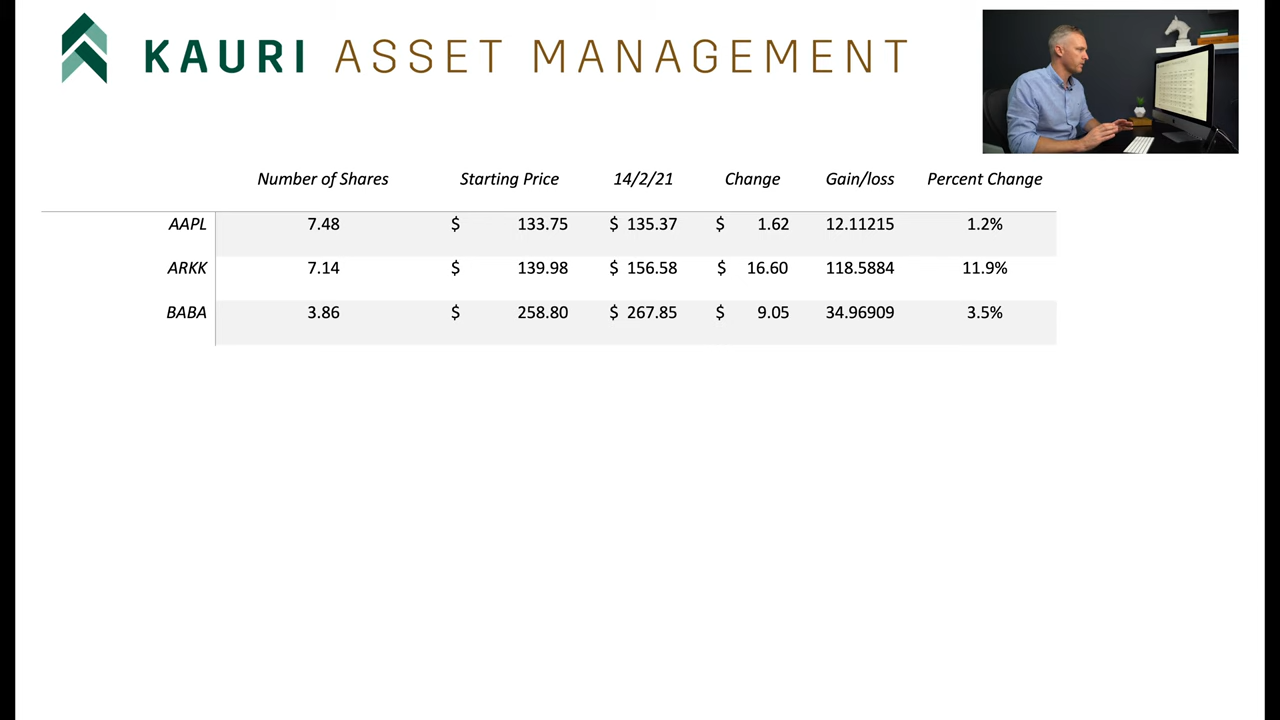 KAURI ASSET MANAGEMENT
Number of Shares Starting Price 14/2/21 Change Gain/loss Percent Change
AAPL 7.48 $ 133.75 $ 135.37 $ 1.62 12.11215 1.2%
ARKK 7.14 $ 139.98 $ 156.58 $ 16.60 118.5884 11.9%
BABA 3.86 $ 258.80 $ 267.85 $ 9.05 34.96909 3.5%